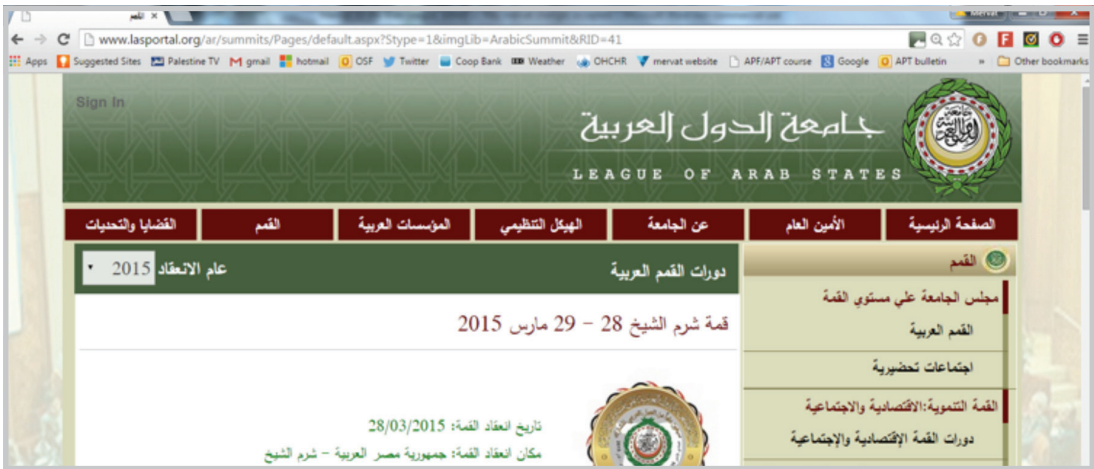 القمم
Mervat
www.lasportal.org/ar/summits/Pages/default.aspx?Stype=1&imgLib=ArabicSummit&RID=41
Apps Suggested Sites Palestine TV gmail hotmail OSF Twitter Coop Bank Weather OHCHR mervat website APF/APT course Google APT bulletin » Other bookmarks
Sign In
جامعة الدول العربية
LEAGUE OF ARAB STATES
الصفحة الرئيسية الأمين العام عن الجامعة الهيكل التنظيمي المؤسسات العربية القمم القضايا والتحديات
القمم
مجلس الجامعة علي مستوي القمة
القمم العربية
اجتماعات تحضيرية
القمة التنموية:الاقتصادية والاجتماعية
دورات القمة الإقتصادية والإجتماعية
دورات القمم العربية
عام الانعقاد 2015
قمة شرم الشيخ 28 – 29 مارس 2015
تاريخ انعقاد القمة: 28/03/2015
مكان انعقاد القمة: جمهورية مصر العربية – شرم الشيخ